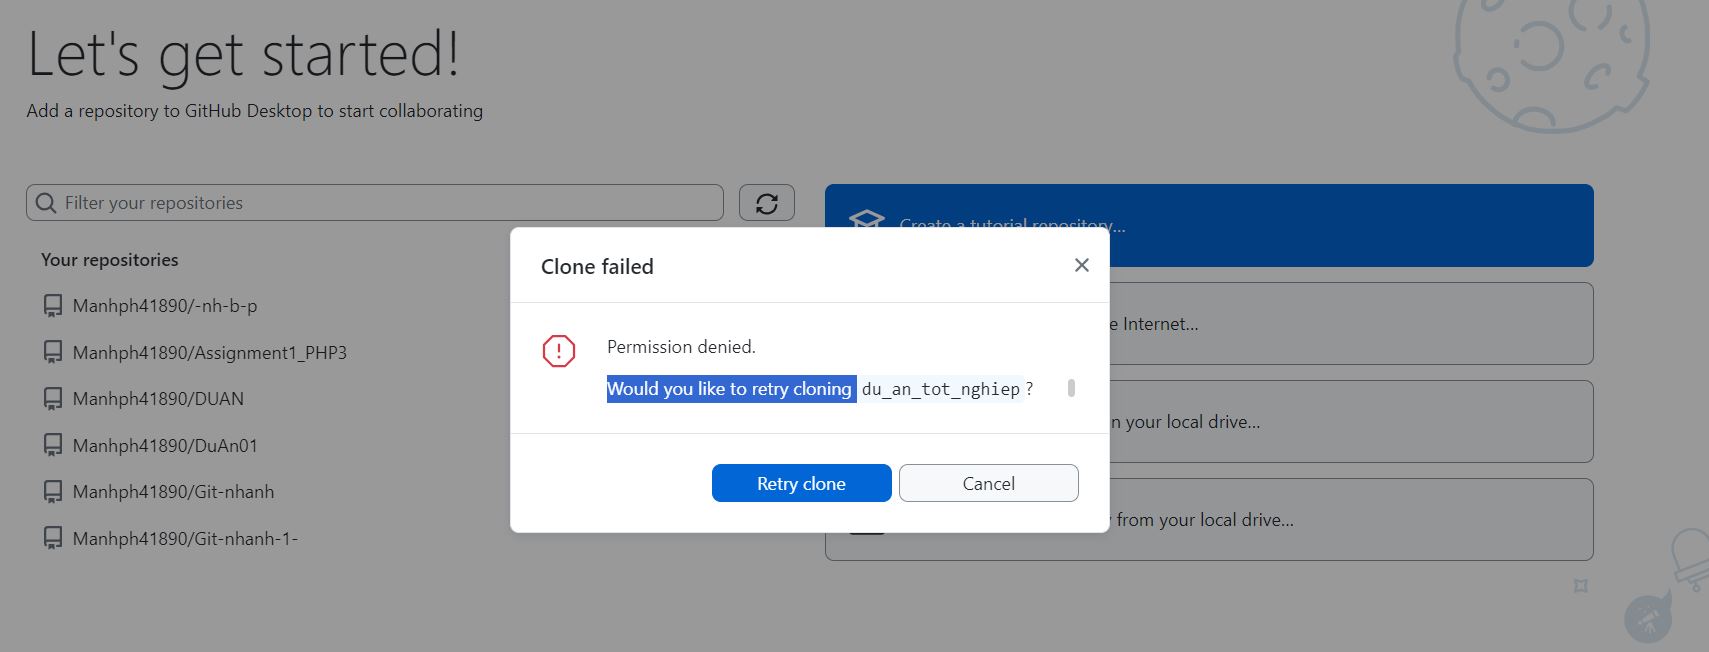 Let's get started!
Add a repository to GitHub Desktop to start collaborating
Filter your repositories
Your repositories
Manhph41890/-nh-b-p
Manhph41890/Assignment1_PHP3
Manhph41890/DUAN
Manhph41890/DuAn01
Manhph41890/Git-nhanh
Manhph41890/Git-nhanh-1-
Create a tutorial repository...
Internet...
your local drive...
from your local drive...
Clone failed
Permission denied.
Would you like to retry cloning du_an_tot_nghiep?
Retry clone
Cancel